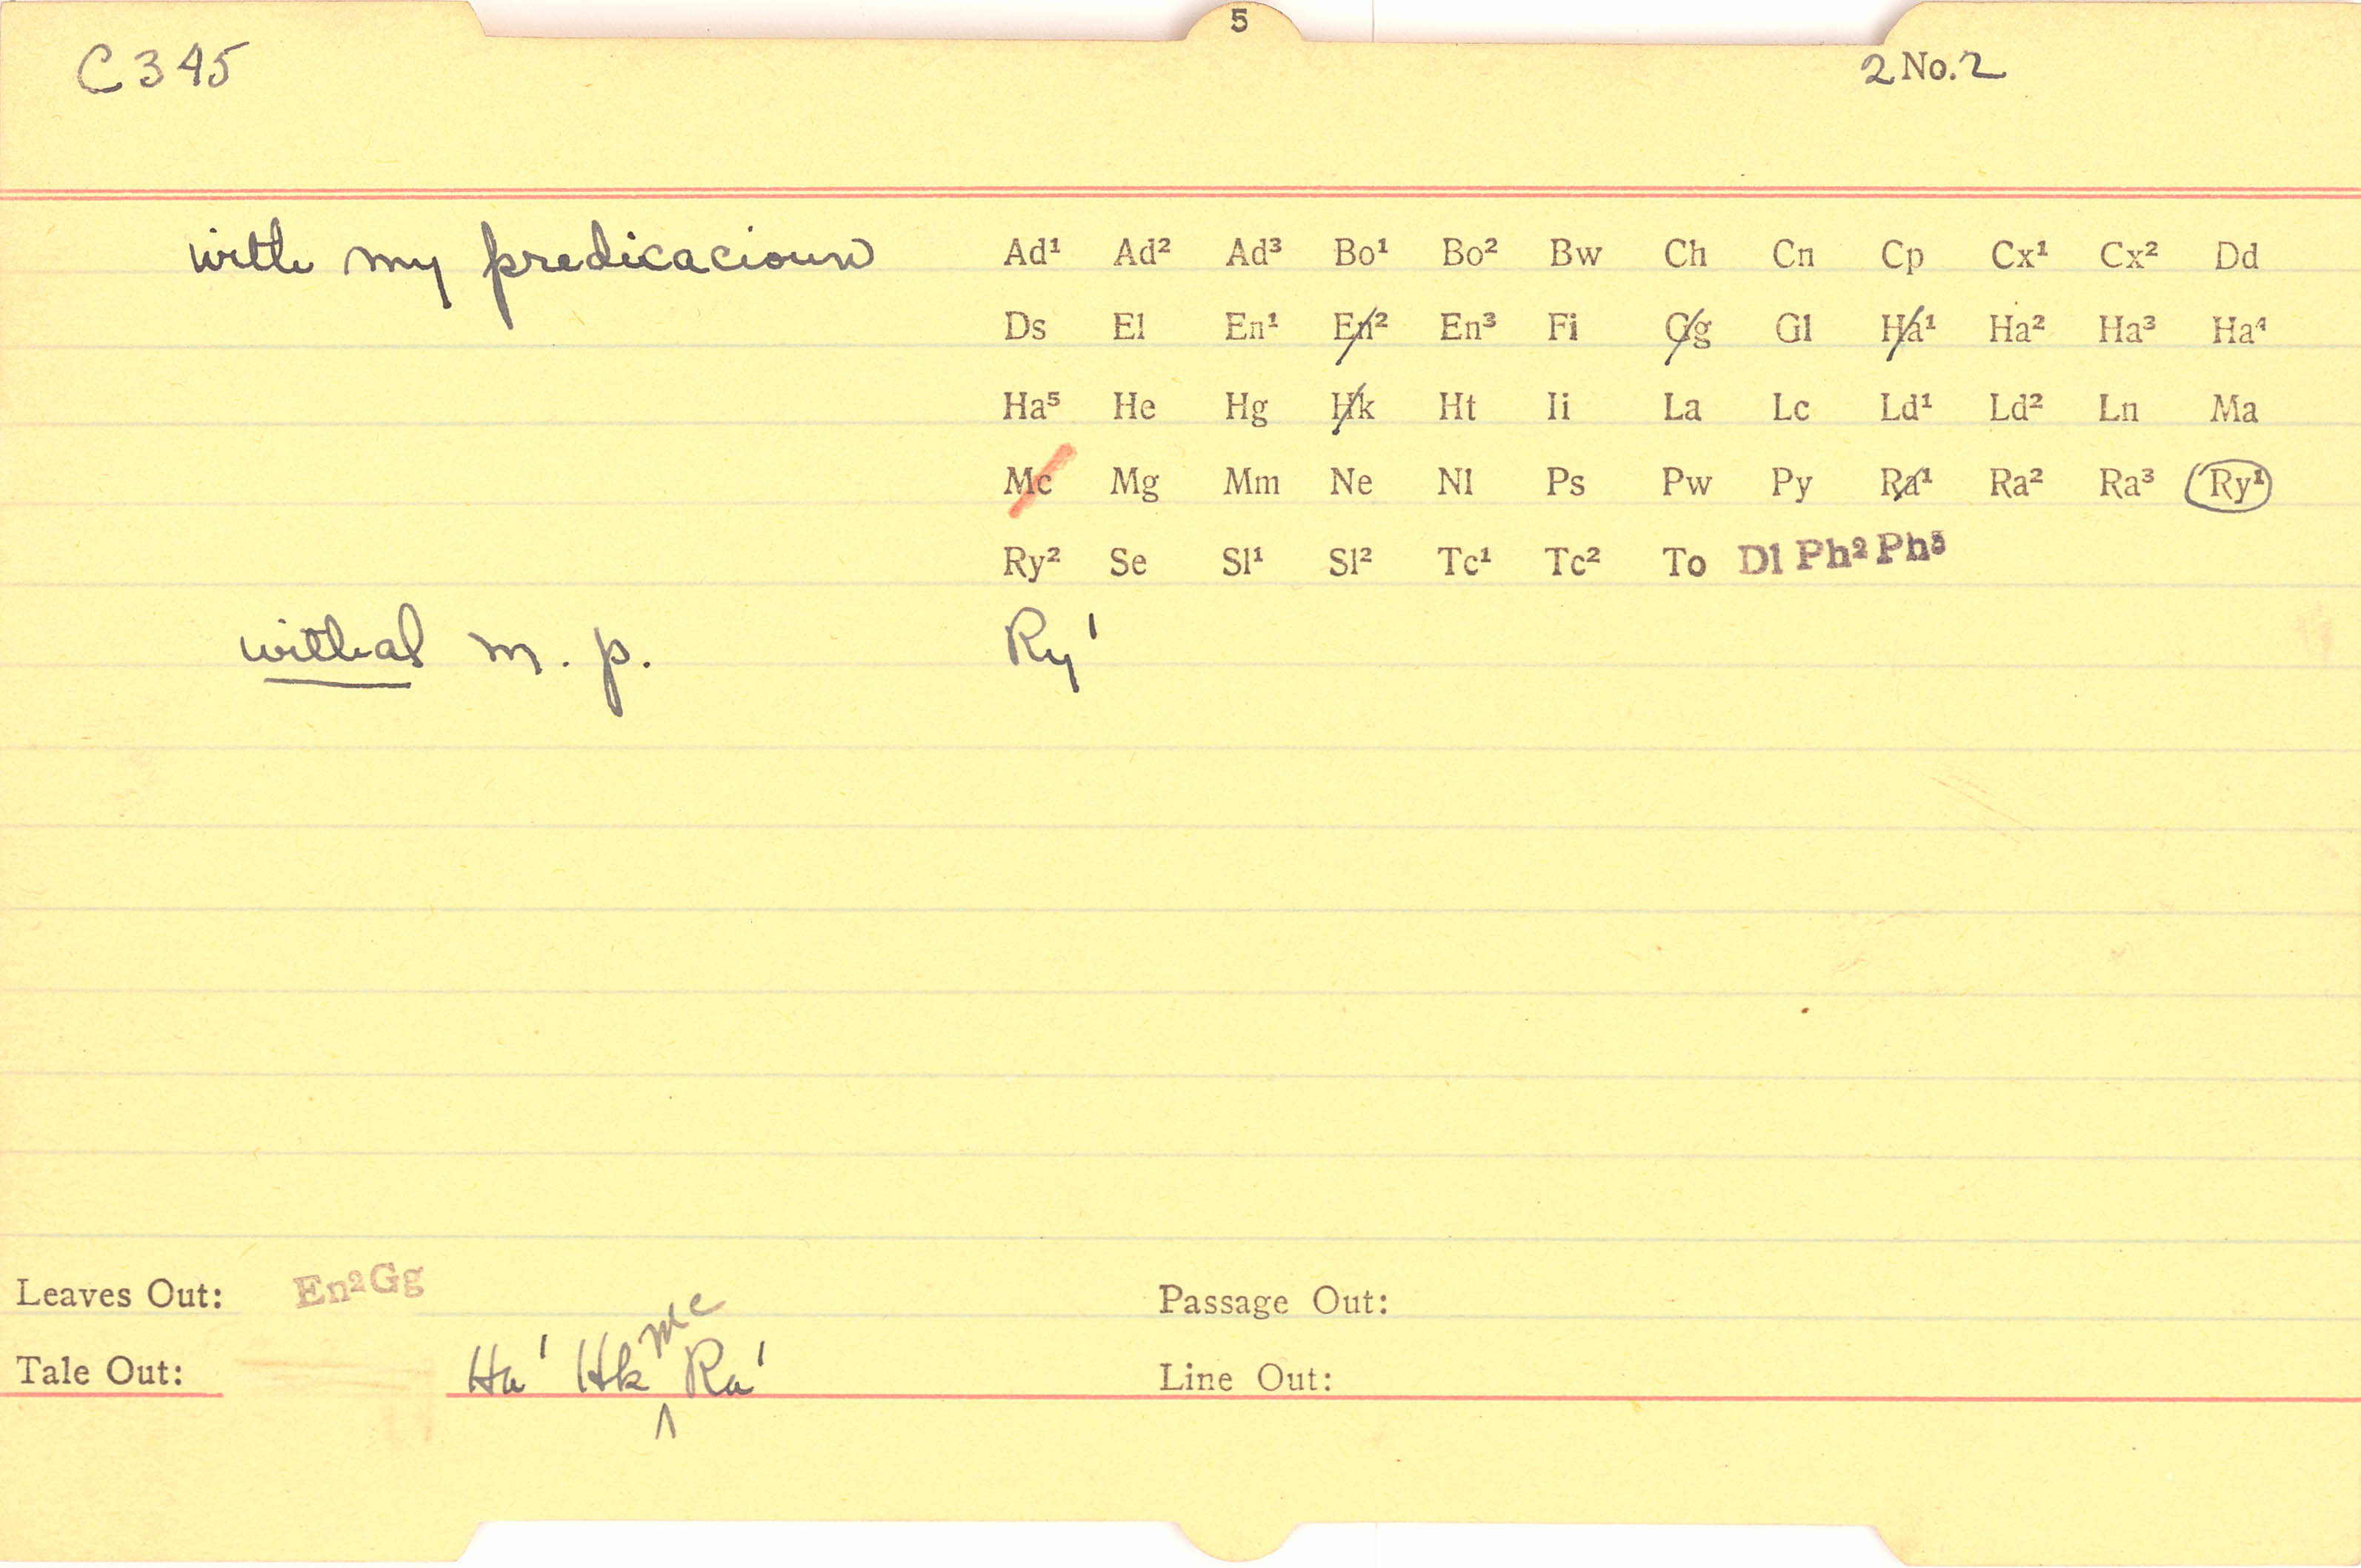 5
C 345 2 No. 2
with my predicacioun Ad¹ Ad² Ad³ Bo¹ Bo² Bw Ch Cn Cp Cx¹ Cx² Dd
Ds El En¹ En² En³ Fi Gg Gl Ha¹ Ha² Ha³ Ha⁴
Ha⁵ He Hg Hk Ht Ii La Lc Ld¹ Ld² Ln Ma
Mc Mg Mm Ne Nl Ps Pw Py Ra¹ Ra² Ra³ Ry¹
Ry² Se Sl¹ Sl² Tc¹ Tc² To Dl Ph² Ph³
withal m. p. Ry¹
Leaves Out: En² Gg Passage Out:
Tale Out: Ha¹ Hk Mc Ra¹ Line Out: